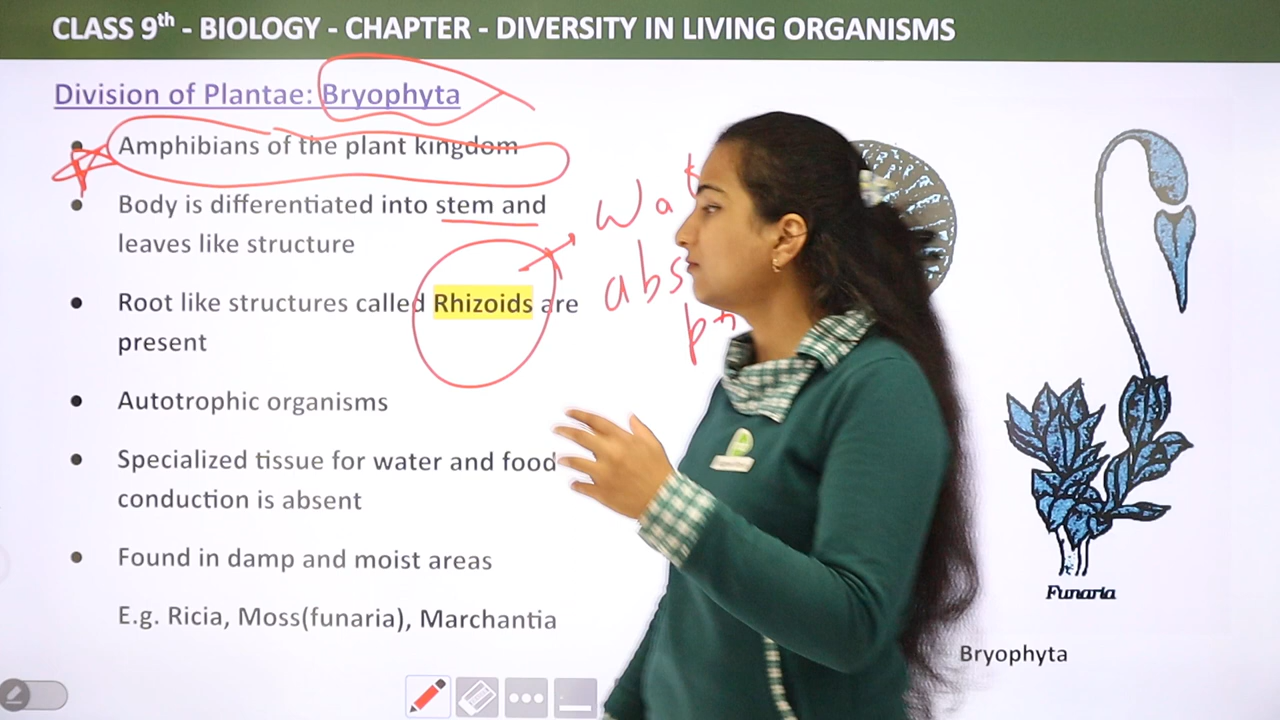 CLASS 9th - BIOLOGY - CHAPTER - DIVERSITY IN LIVING ORGANISMS
Division of Plantae: Bryophyta
Amphibians of the plant kingdom
Body is differentiated into stem and
leaves like structure
Root like structures called Rhizoids are
present
Autotrophic organisms
Specialized tissue for water and food
conduction is absent
Found in damp and moist areas
E.g. Ricia, Moss(funaria), Marchantia
Wat
abs
Funaria
Bryophyta